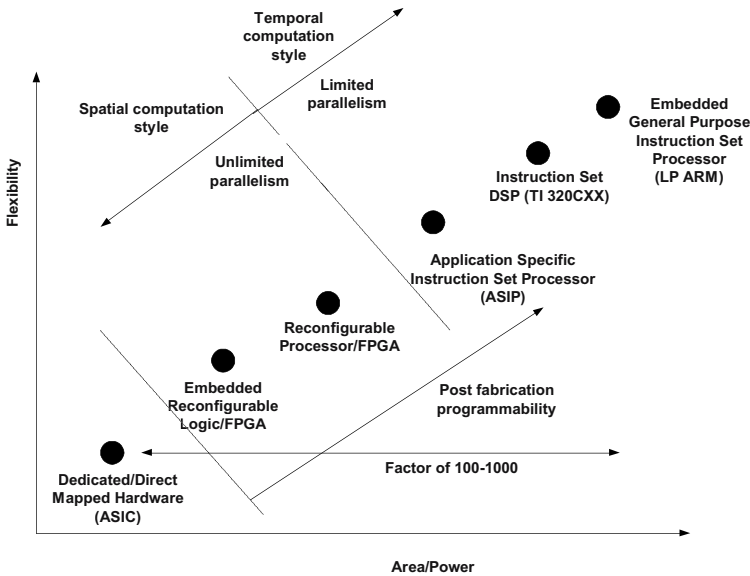 Temporal
computation
style
Limited
parallelism
Spatial computation
style
Unlimited
parallelism
Embedded
General Purpose
Instruction Set
Processor
(LP ARM)
Instruction Set
DSP (TI 320CXX)
Application Specific
Instruction Set Processor
(ASIP)
Flexibility
Reconfigurable
Processor/FPGA
Embedded
Reconfigurable
Logic/FPGA
Post fabrication
programmability
Factor of 100-1000
Dedicated/Direct
Mapped Hardware
(ASIC)
Area/Power